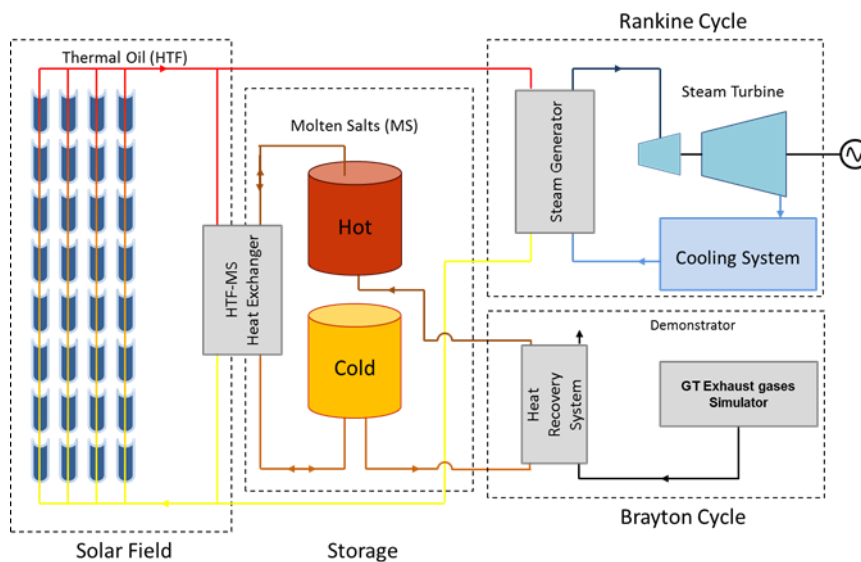 Rankine Cycle
Thermal Oil (HTF)
Steam Turbine
Molten Salts (MS)
Steam Generator
Hot
HTF-MS
Heat Exchanger
Cooling System
Cold
Demonstrator
Heat
Recovery
System
GT Exhaust gases
Simulator
Solar Field
Storage
Brayton Cycle